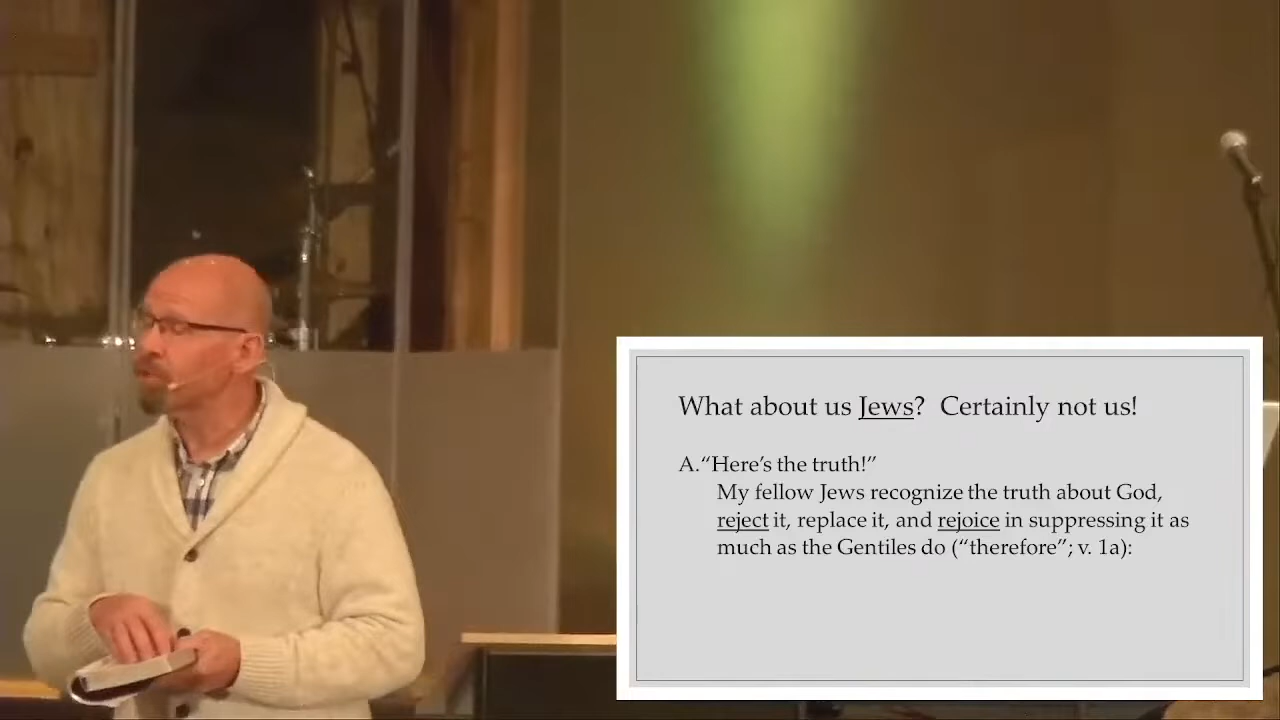 What about us Jews?  Certainly not us!
A.“Here’s the truth!”
My fellow Jews recognize the truth about God,
reject it, replace it, and rejoice in suppressing it as
much as the Gentiles do (“therefore”; v. 1a):